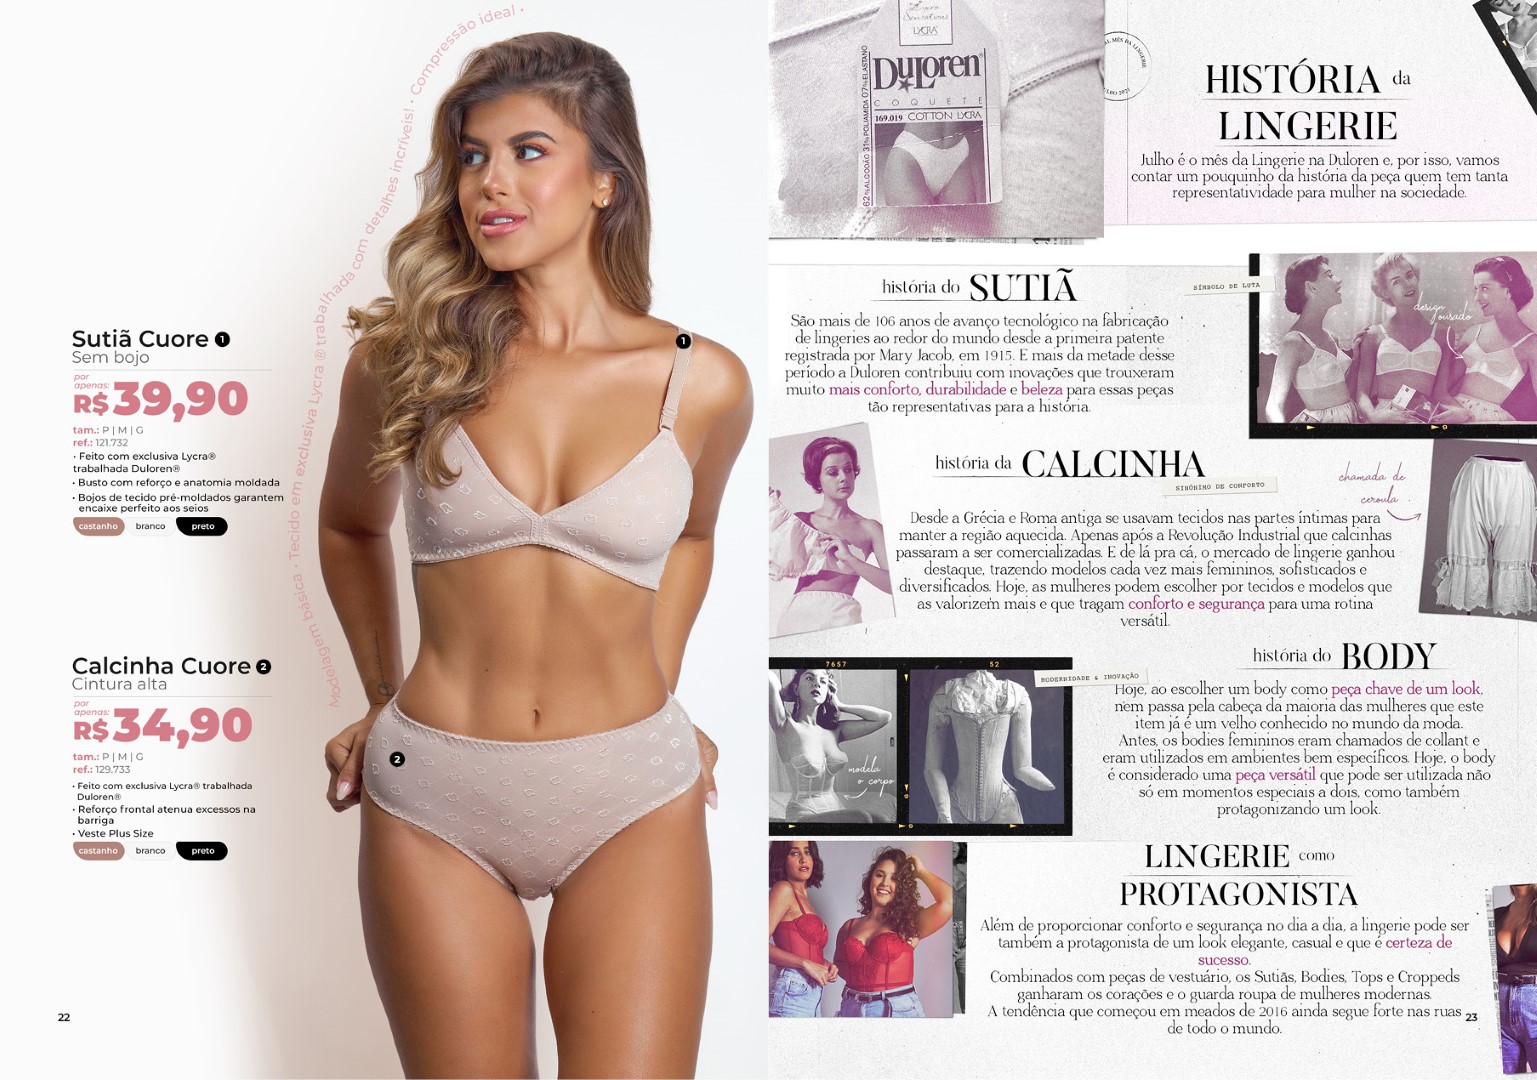 Modelagem básica • Tecido em exclusiva Lycra ® trabalhada com detalhes incríveis! • Compressão ideal •
Sutiã Cuore 1
Sem bojo
por
apenas:
R$ 39,90
tam.: P | M | G
ref.: 121.732
• Feito com exclusiva Lycra®
trabalhada Duloren®
• Busto com reforço e anatomia moldada
• Bojos de tecido pré-moldados garantem
encaixe perfeito aos seios
castanho branco preto
1
Calcinha Cuore 2
Cintura alta
por
apenas:
R$ 34,90
tam.: P | M | G
ref.: 129.733
• Feito com exclusiva Lycra® trabalhada
Duloren®
• Reforço frontal atenua excessos na
barriga
• Veste Plus Size
castanho branco preto
2
22
LYCRA
DuLoren
COQUETE
169.019 COTTON LYCRA
62%ALGODÃO 31%POLIAMIDA 07%ELASTANO
MÊS DA LINGERIE
HISTÓRIA da
LINGERIE
Julho é o mês da Lingerie na Duloren e, por isso, vamos
contar um pouquinho da história da peça quem tem tanta
representatividade para mulher na sociedade.
história do SUTIÃ
SÍMBOLO DE LUTA
design
ousado
São mais de 106 anos de avanço tecnológico na fabricação
de lingeries ao redor do mundo desde a primeira patente
registrada por Mary Jacob, em 1915. E mais da metade desse
período a Duloren contribuiu com inovações que trouxeram
muito mais conforto, durabilidade e beleza para essas peças
tão representativas para a história.
história da CALCINHA
SINÔNIMO DE CONFORTO
chamada de
ceroula
Desde a Grécia e Roma antiga se usavam tecidos nas partes íntimas para
manter a região aquecida. Apenas após a Revolução Industrial que calcinhas
passaram a ser comercializadas. E de lá pra cá, o mercado de lingerie ganhou
destaque, trazendo modelos cada vez mais femininos, sofisticados e
diversificados. Hoje, as mulheres podem escolher por tecidos e modelos que
as valorizem mais e que tragam conforto e segurança para uma rotina
versátil.
história do BODY
7657
52
MODERNIDADE & INOVAÇÃO
modela
o corpo
Hoje, ao escolher um body como peça chave de um look,
nem passa pela cabeça da maioria das mulheres que este
item já é um velho conhecido no mundo da moda.
Antes, os bodies femininos eram chamados de collant e
eram utilizados em ambientes bem específicos. Hoje, o body
é considerado uma peça versátil que pode ser utilizada não
só em momentos especiais a dois, como também
protagonizando um look.
LINGERIE como
PROTAGONISTA
Além de proporcionar conforto e segurança no dia a dia, a lingerie pode ser
também a protagonista de um look elegante, casual e que é certeza de
sucesso.
Combinados com peças de vestuário, os Sutiãs, Bodies, Tops e Croppeds
ganharam os corações e o guarda roupa de mulheres modernas.
A tendência que começou em meados de 2016 ainda segue forte nas ruas
de todo o mundo.
23